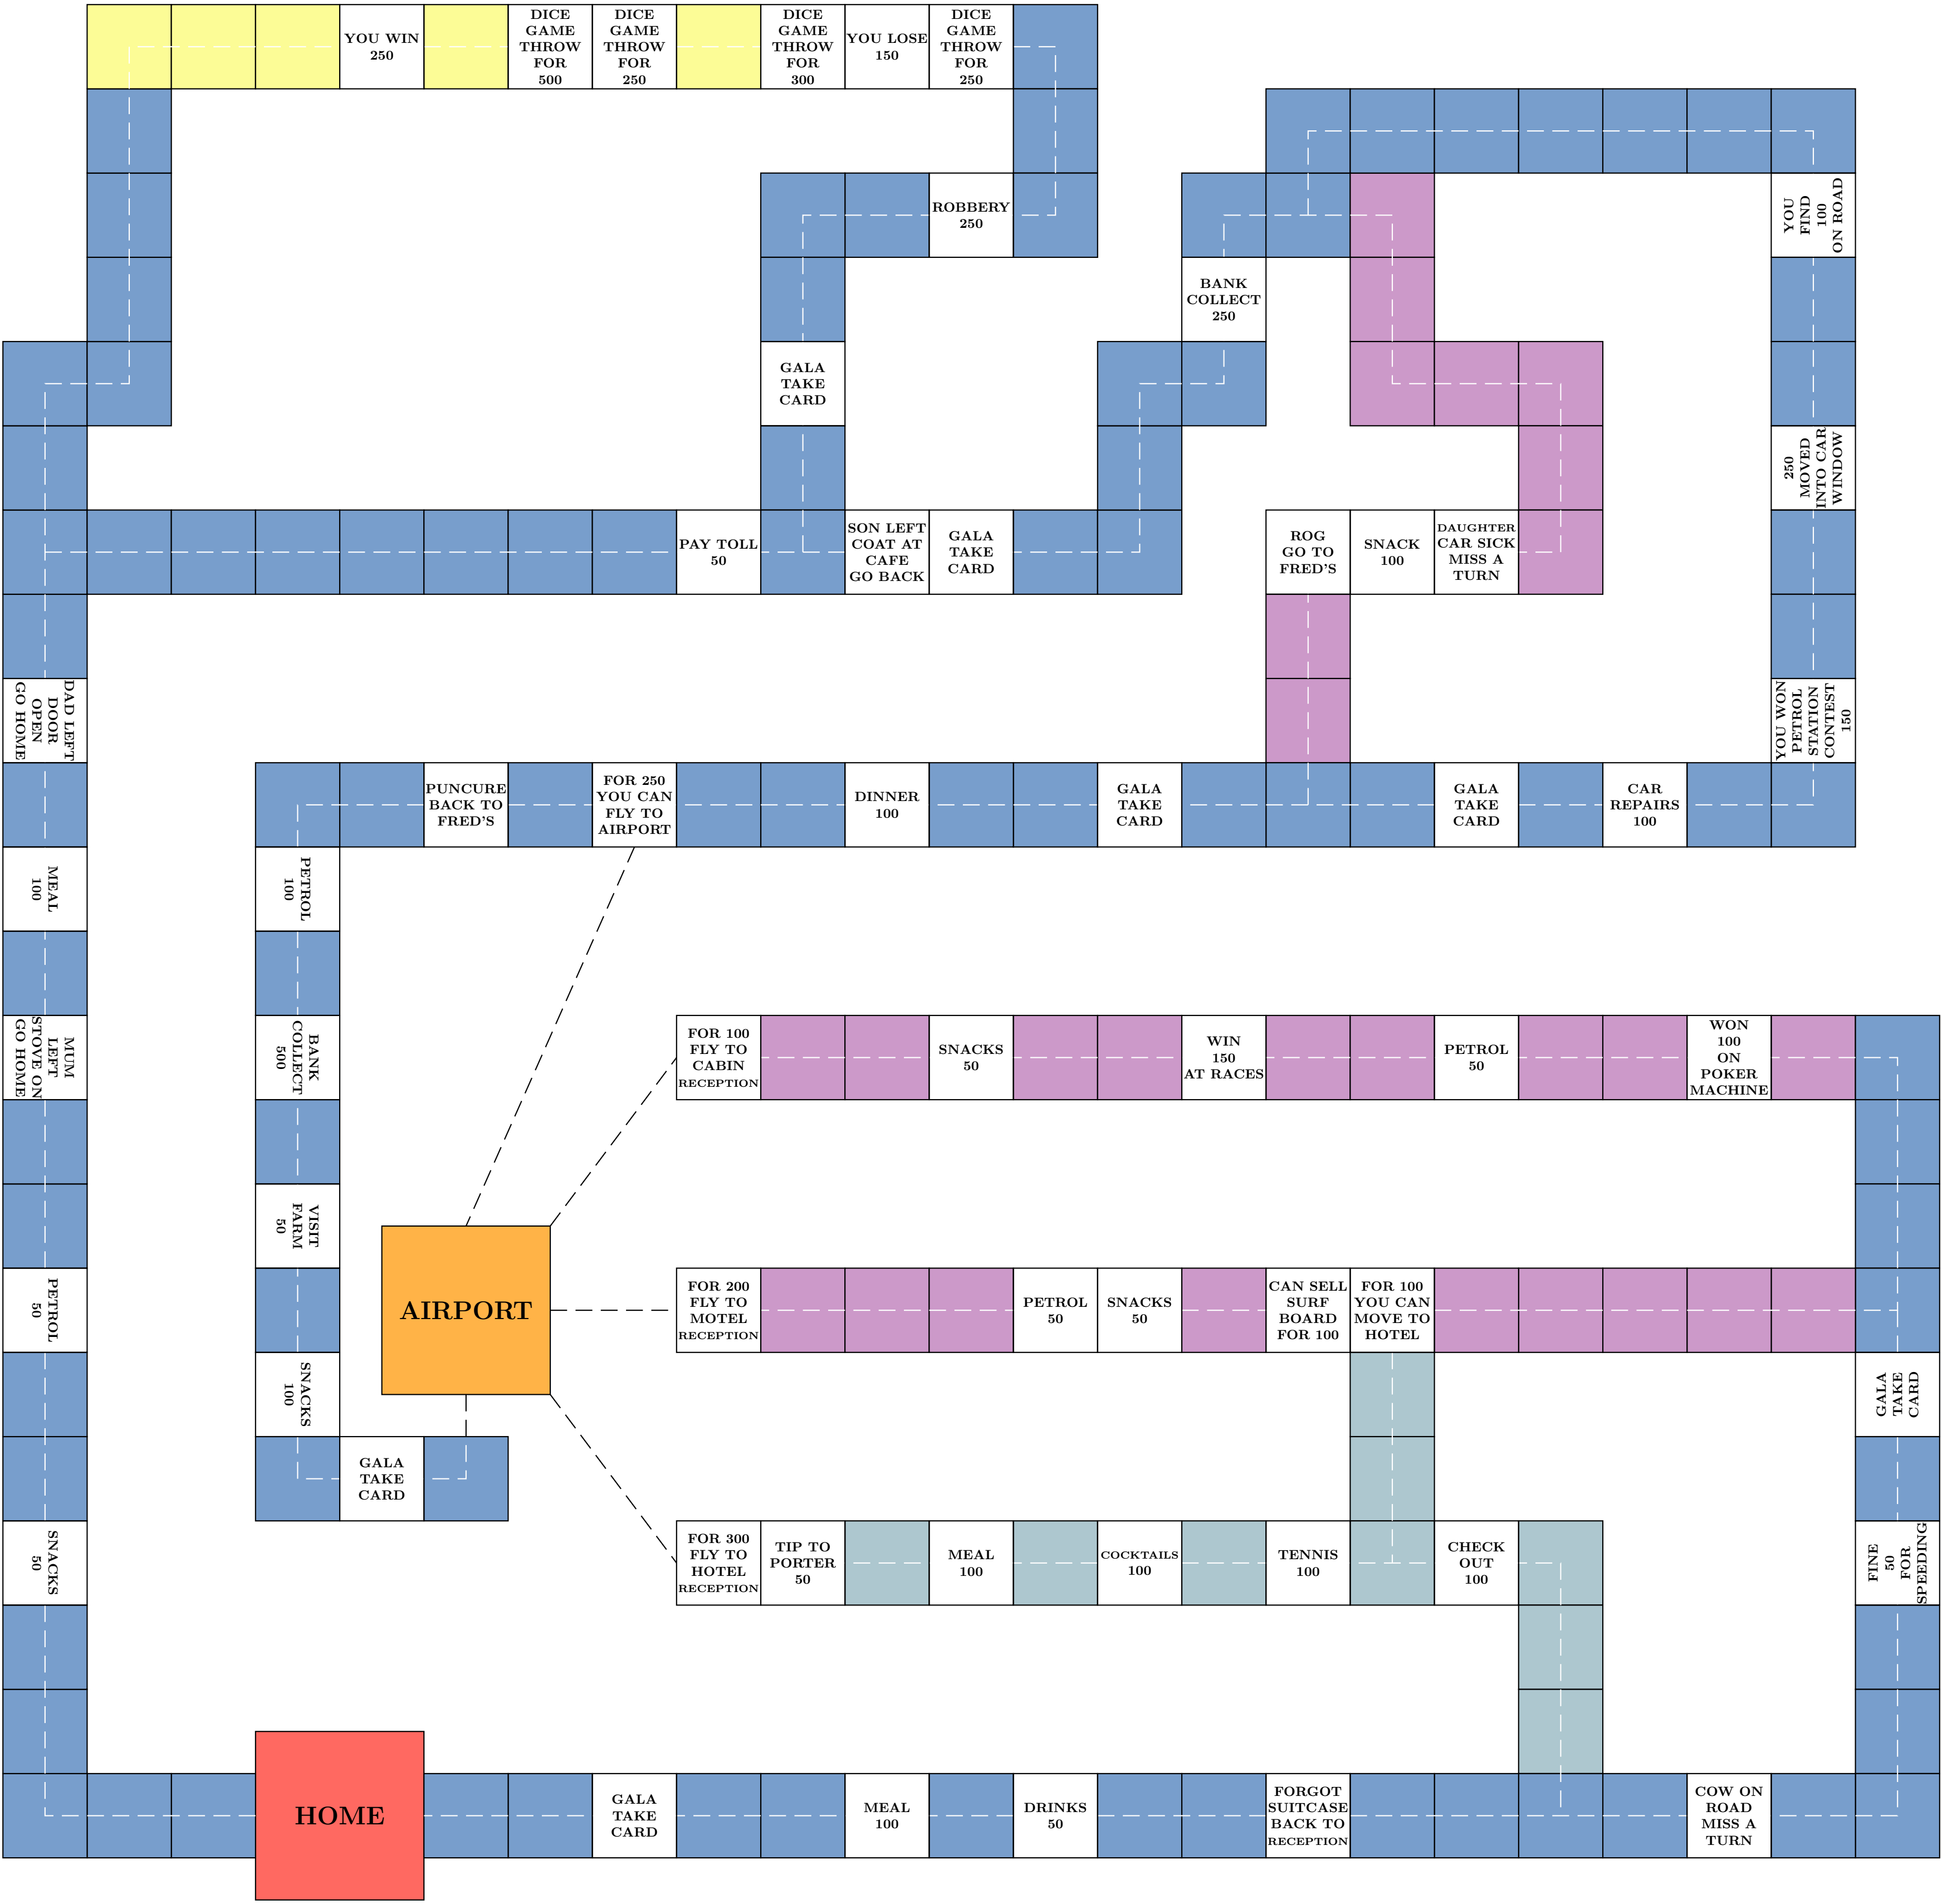 YOU WIN
250
DICE
GAME
THROW
FOR
500
DICE
GAME
THROW
FOR
250
DICE
GAME
THROW
FOR
300
YOU LOSE
150
DICE
GAME
THROW
FOR
250
ROBBERY
250
YOU
FIND
100
ON ROAD
BANK
COLLECT
250
GALA
TAKE
CARD
250
MOVED
INTO CAR
WINDOW
PAY TOLL
50
SON LEFT
COAT AT
CAFE
GO BACK
GALA
TAKE
CARD
ROG
GO TO
FRED'S
SNACK
100
DAUGHTER
CAR SICK
MISS A
TURN
DAD LEFT
DOOR
OPEN
GO HOME
YOU WON
PETROL
STATION
CONTEST
150
PUNCURE
BACK TO
FRED'S
FOR 250
YOU CAN
FLY TO
AIRPORT
DINNER
100
GALA
TAKE
CARD
GALA
TAKE
CARD
CAR
REPAIRS
100
MEAL
100
PETROL
100
MUM
LEFT
STOVE ON
GO HOME
BANK
COLLECT
500
FOR 100
FLY TO
CABIN
RECEPTION
SNACKS
50
WIN
150
AT RACES
PETROL
50
WON
100
ON
POKER
MACHINE
VISIT
FARM
50
PETROL
50
AIRPORT
FOR 200
FLY TO
MOTEL
RECEPTION
PETROL
50
SNACKS
50
CAN SELL
SURF
BOARD
FOR 100
FOR 100
YOU CAN
MOVE TO
HOTEL
SNACKS
100
GALA
TAKE
CARD
GALA
TAKE
CARD
SNACKS
50
FOR 300
FLY TO
HOTEL
RECEPTION
TIP TO
PORTER
50
MEAL
100
COCKTAILS
100
TENNIS
100
CHECK
OUT
100
FINE
50
FOR
SPEEDING
HOME
GALA
TAKE
CARD
MEAL
100
DRINKS
50
FORGOT
SUITCASE
BACK TO
RECEPTION
COW ON
ROAD
MISS A
TURN